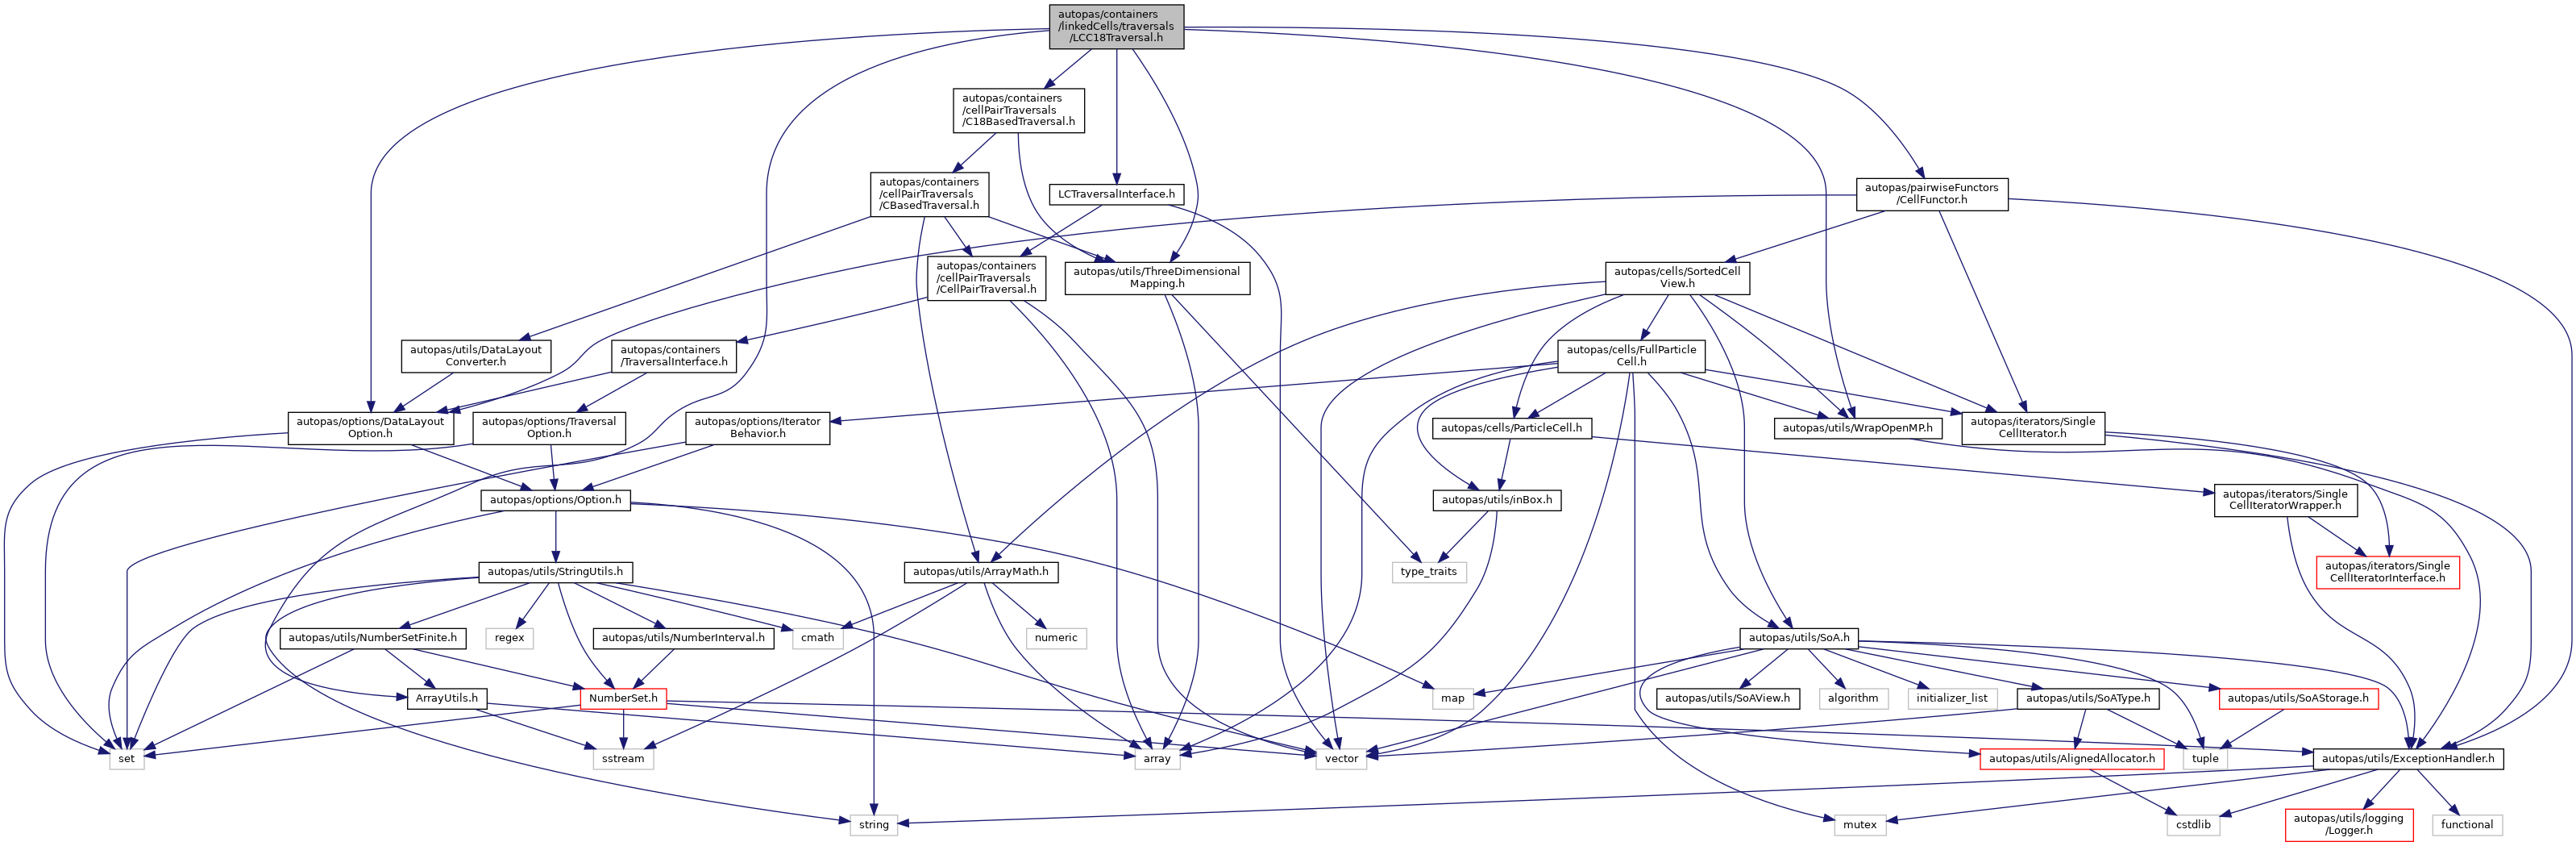 autopas/containers
/linkedCells/traversals
/LCC18Traversal.h
autopas/containers
/cellPairTraversals
/C18BasedTraversal.h
autopas/containers
/cellPairTraversals
/CBasedTraversal.h
LCTraversalInterface.h
autopas/pairwiseFunctors
/CellFunctor.h
autopas/containers
/cellPairTraversals
/CellPairTraversal.h
autopas/utils/ThreeDimensional
Mapping.h
autopas/cells/SortedCell
View.h
autopas/utils/DataLayout
Converter.h
autopas/containers
/TraversalInterface.h
autopas/cells/FullParticle
Cell.h
autopas/options/DataLayout
Option.h
autopas/options/Traversal
Option.h
autopas/options/Iterator
Behavior.h
autopas/cells/ParticleCell.h
autopas/utils/WrapOpenMP.h
autopas/iterators/Single
CellIterator.h
autopas/options/Option.h
autopas/utils/inBox.h
autopas/iterators/Single
CellIteratorWrapper.h
autopas/utils/StringUtils.h
autopas/utils/ArrayMath.h
type_traits
autopas/iterators/Single
CellIteratorInterface.h
autopas/utils/NumberSetFinite.h
regex
autopas/utils/NumberInterval.h
cmath
numeric
autopas/utils/SoA.h
ArrayUtils.h
NumberSet.h
map
autopas/utils/SoAView.h
algorithm
initializer_list
autopas/utils/SoAType.h
autopas/utils/SoAStorage.h
set
sstream
array
vector
autopas/utils/AlignedAllocator.h
tuple
autopas/utils/ExceptionHandler.h
string
mutex
cstdlib
autopas/utils/logging
/Logger.h
functional